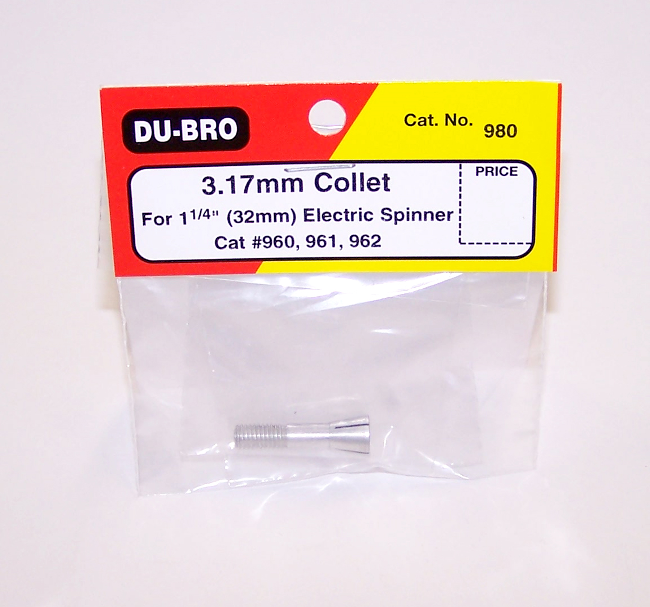 DU-BRO
Cat. No. 980
PRICE
3.17mm Collet
For 1 1/4" (32mm) Electric Spinner
Cat #960, 961, 962